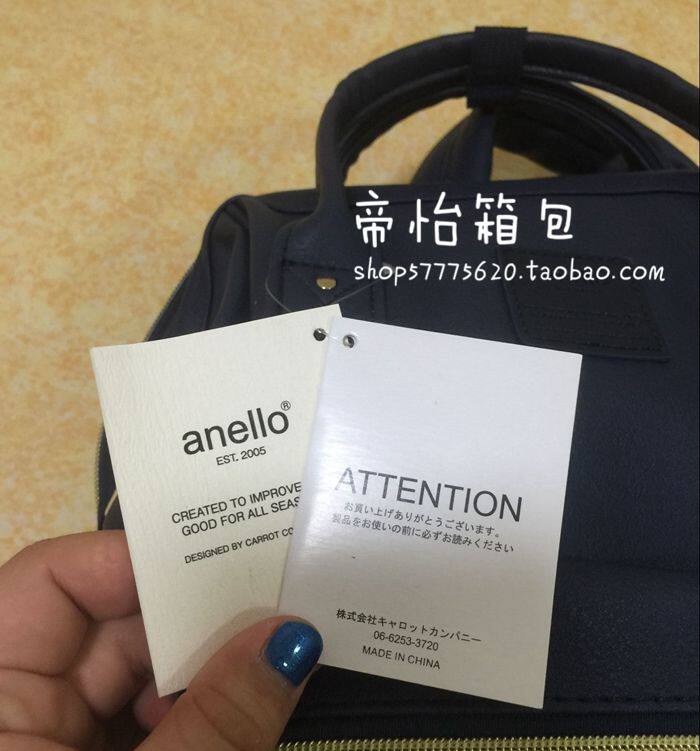 帝怡箱包
shop57775620.taobao.com
anello®
EST. 2005
CREATED TO IMPROVE
GOOD FOR ALL SEAS
DESIGNED BY CARROT CO
ATTENTION
お買い上げありがとうございます。
製品をお使いの前に必ずお読みください
株式会社キャロットカンパニー
06-6253-3720
MADE IN CHINA